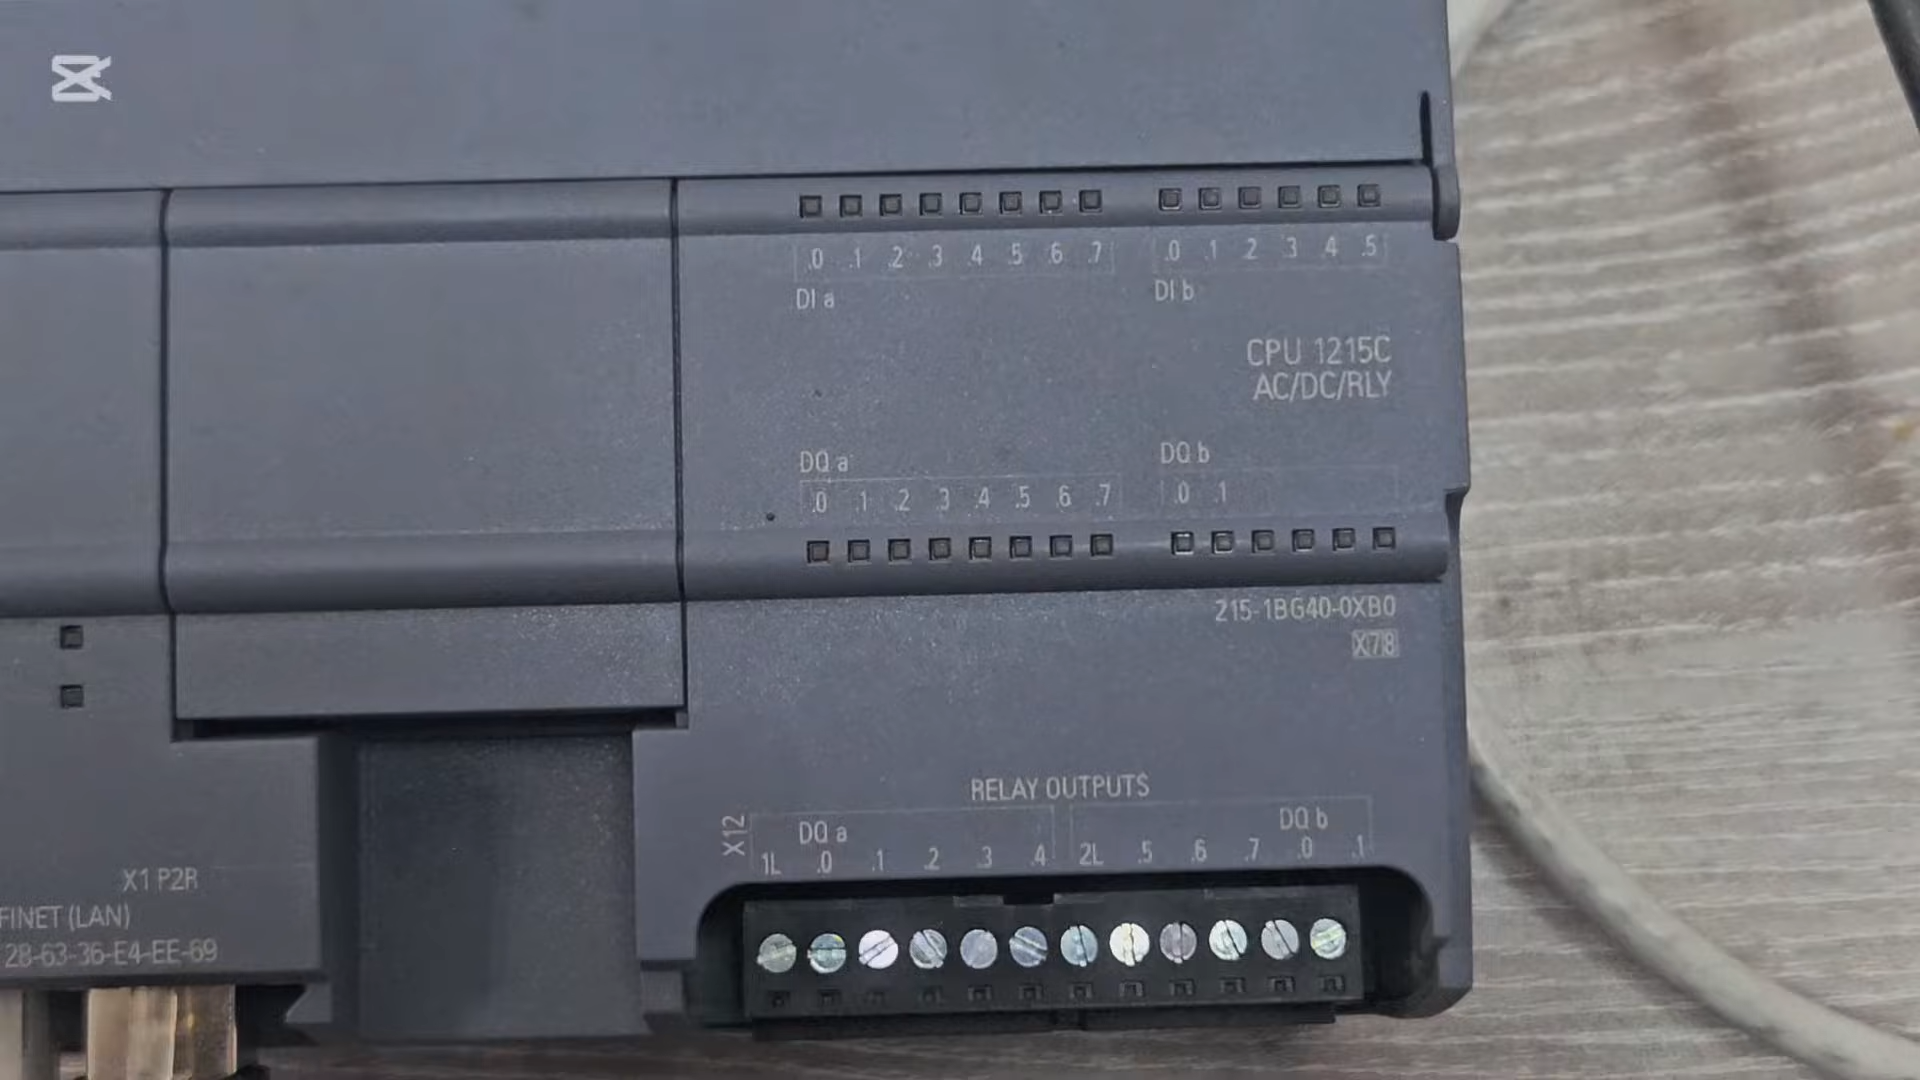 .0 .1 .2 .3 .4 .5 .6 .7 .0 .1 .2 .3 .4 .5
DI a DI b
CPU 1215C
AC/DC/RLY
DQ a DQ b
.0 .1 .2 .3 .4 .5 .6 .7 .0 .1
215-1BG40-0XB0
X78
RELAY OUTPUTS
X12
DQ a DQ b
1L .0 .1 .2 .3 .4 2L .5 .6 .7 .0 .1
X1 P2R
FINET (LAN)
28-63-36-E4-EE-69